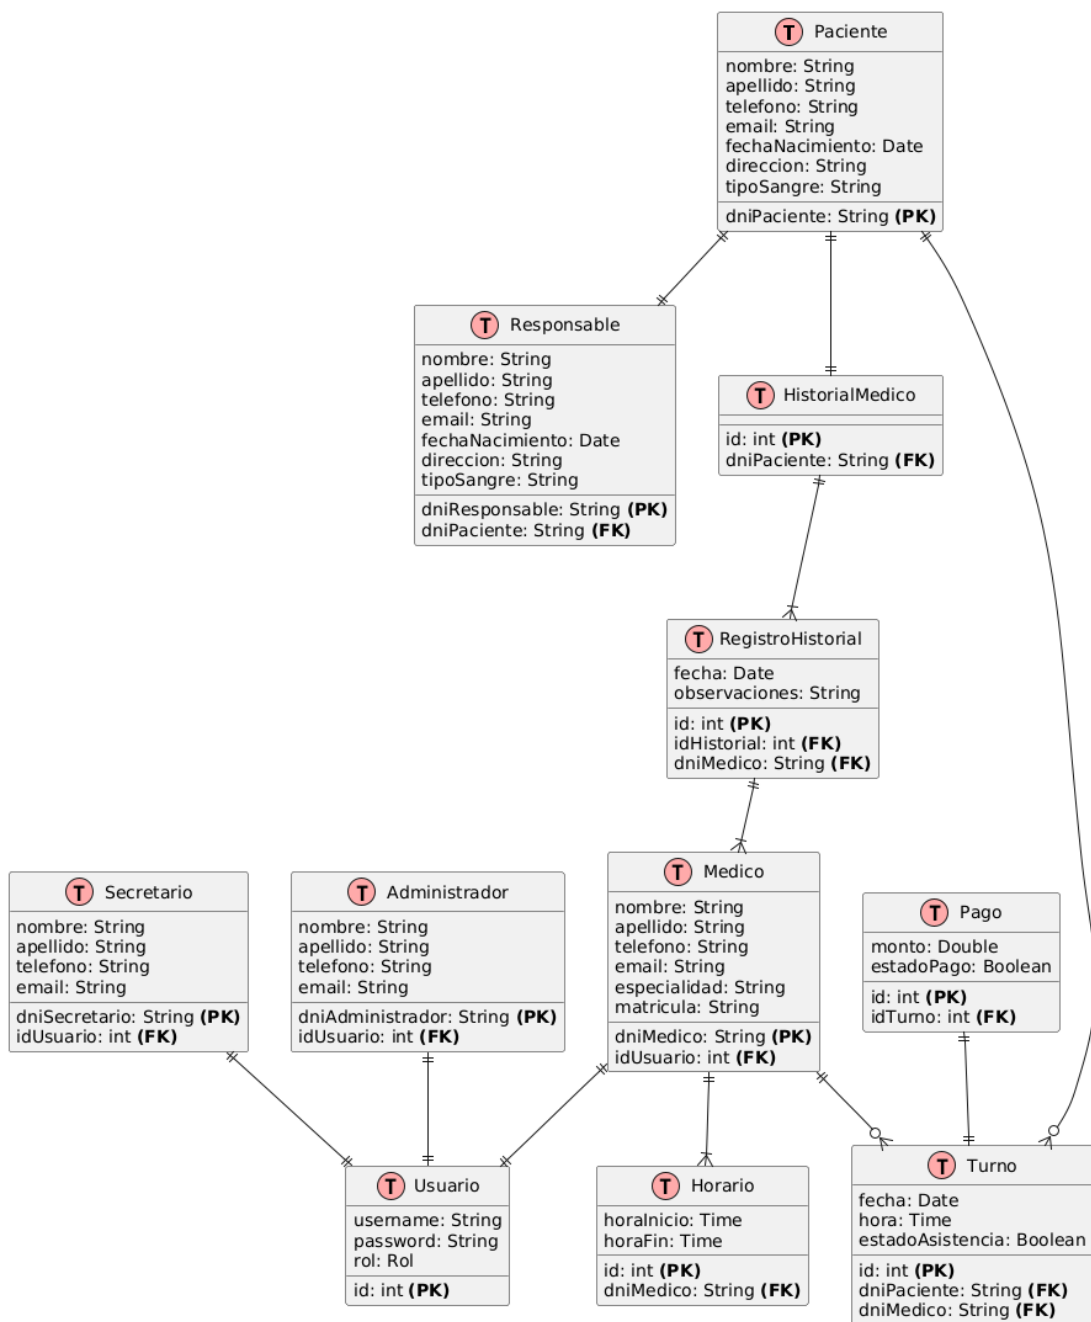 T Paciente
nombre: String
apellido: String
telefono: String
email: String
fechaNacimiento: Date
direccion: String
tipoSangre: String
dniPaciente: String (PK)
T Responsable
nombre: String
apellido: String
telefono: String
email: String
fechaNacimiento: Date
direccion: String
tipoSangre: String
dniResponsable: String (PK)
dniPaciente: String (FK)
T HistorialMedico
id: int (PK)
dniPaciente: String (FK)
T RegistroHistorial
fecha: Date
observaciones: String
id: int (PK)
idHistorial: int (FK)
dniMedico: String (FK)
T Secretario
nombre: String
apellido: String
telefono: String
email: String
dniSecretario: String (PK)
idUsuario: int (FK)
T Administrador
nombre: String
apellido: String
telefono: String
email: String
dniAdministrador: String (PK)
idUsuario: int (FK)
T Medico
nombre: String
apellido: String
telefono: String
email: String
especialidad: String
matricula: String
dniMedico: String (PK)
idUsuario: int (FK)
T Pago
monto: Double
estadoPago: Boolean
id: int (PK)
idTurno: int (FK)
T Usuario
username: String
password: String
rol: Rol
id: int (PK)
T Horario
horaInicio: Time
horaFin: Time
id: int (PK)
dniMedico: String (FK)
T Turno
fecha: Date
hora: Time
estadoAsistencia: Boolean
id: int (PK)
dniPaciente: String (FK)
dniMedico: String (FK)